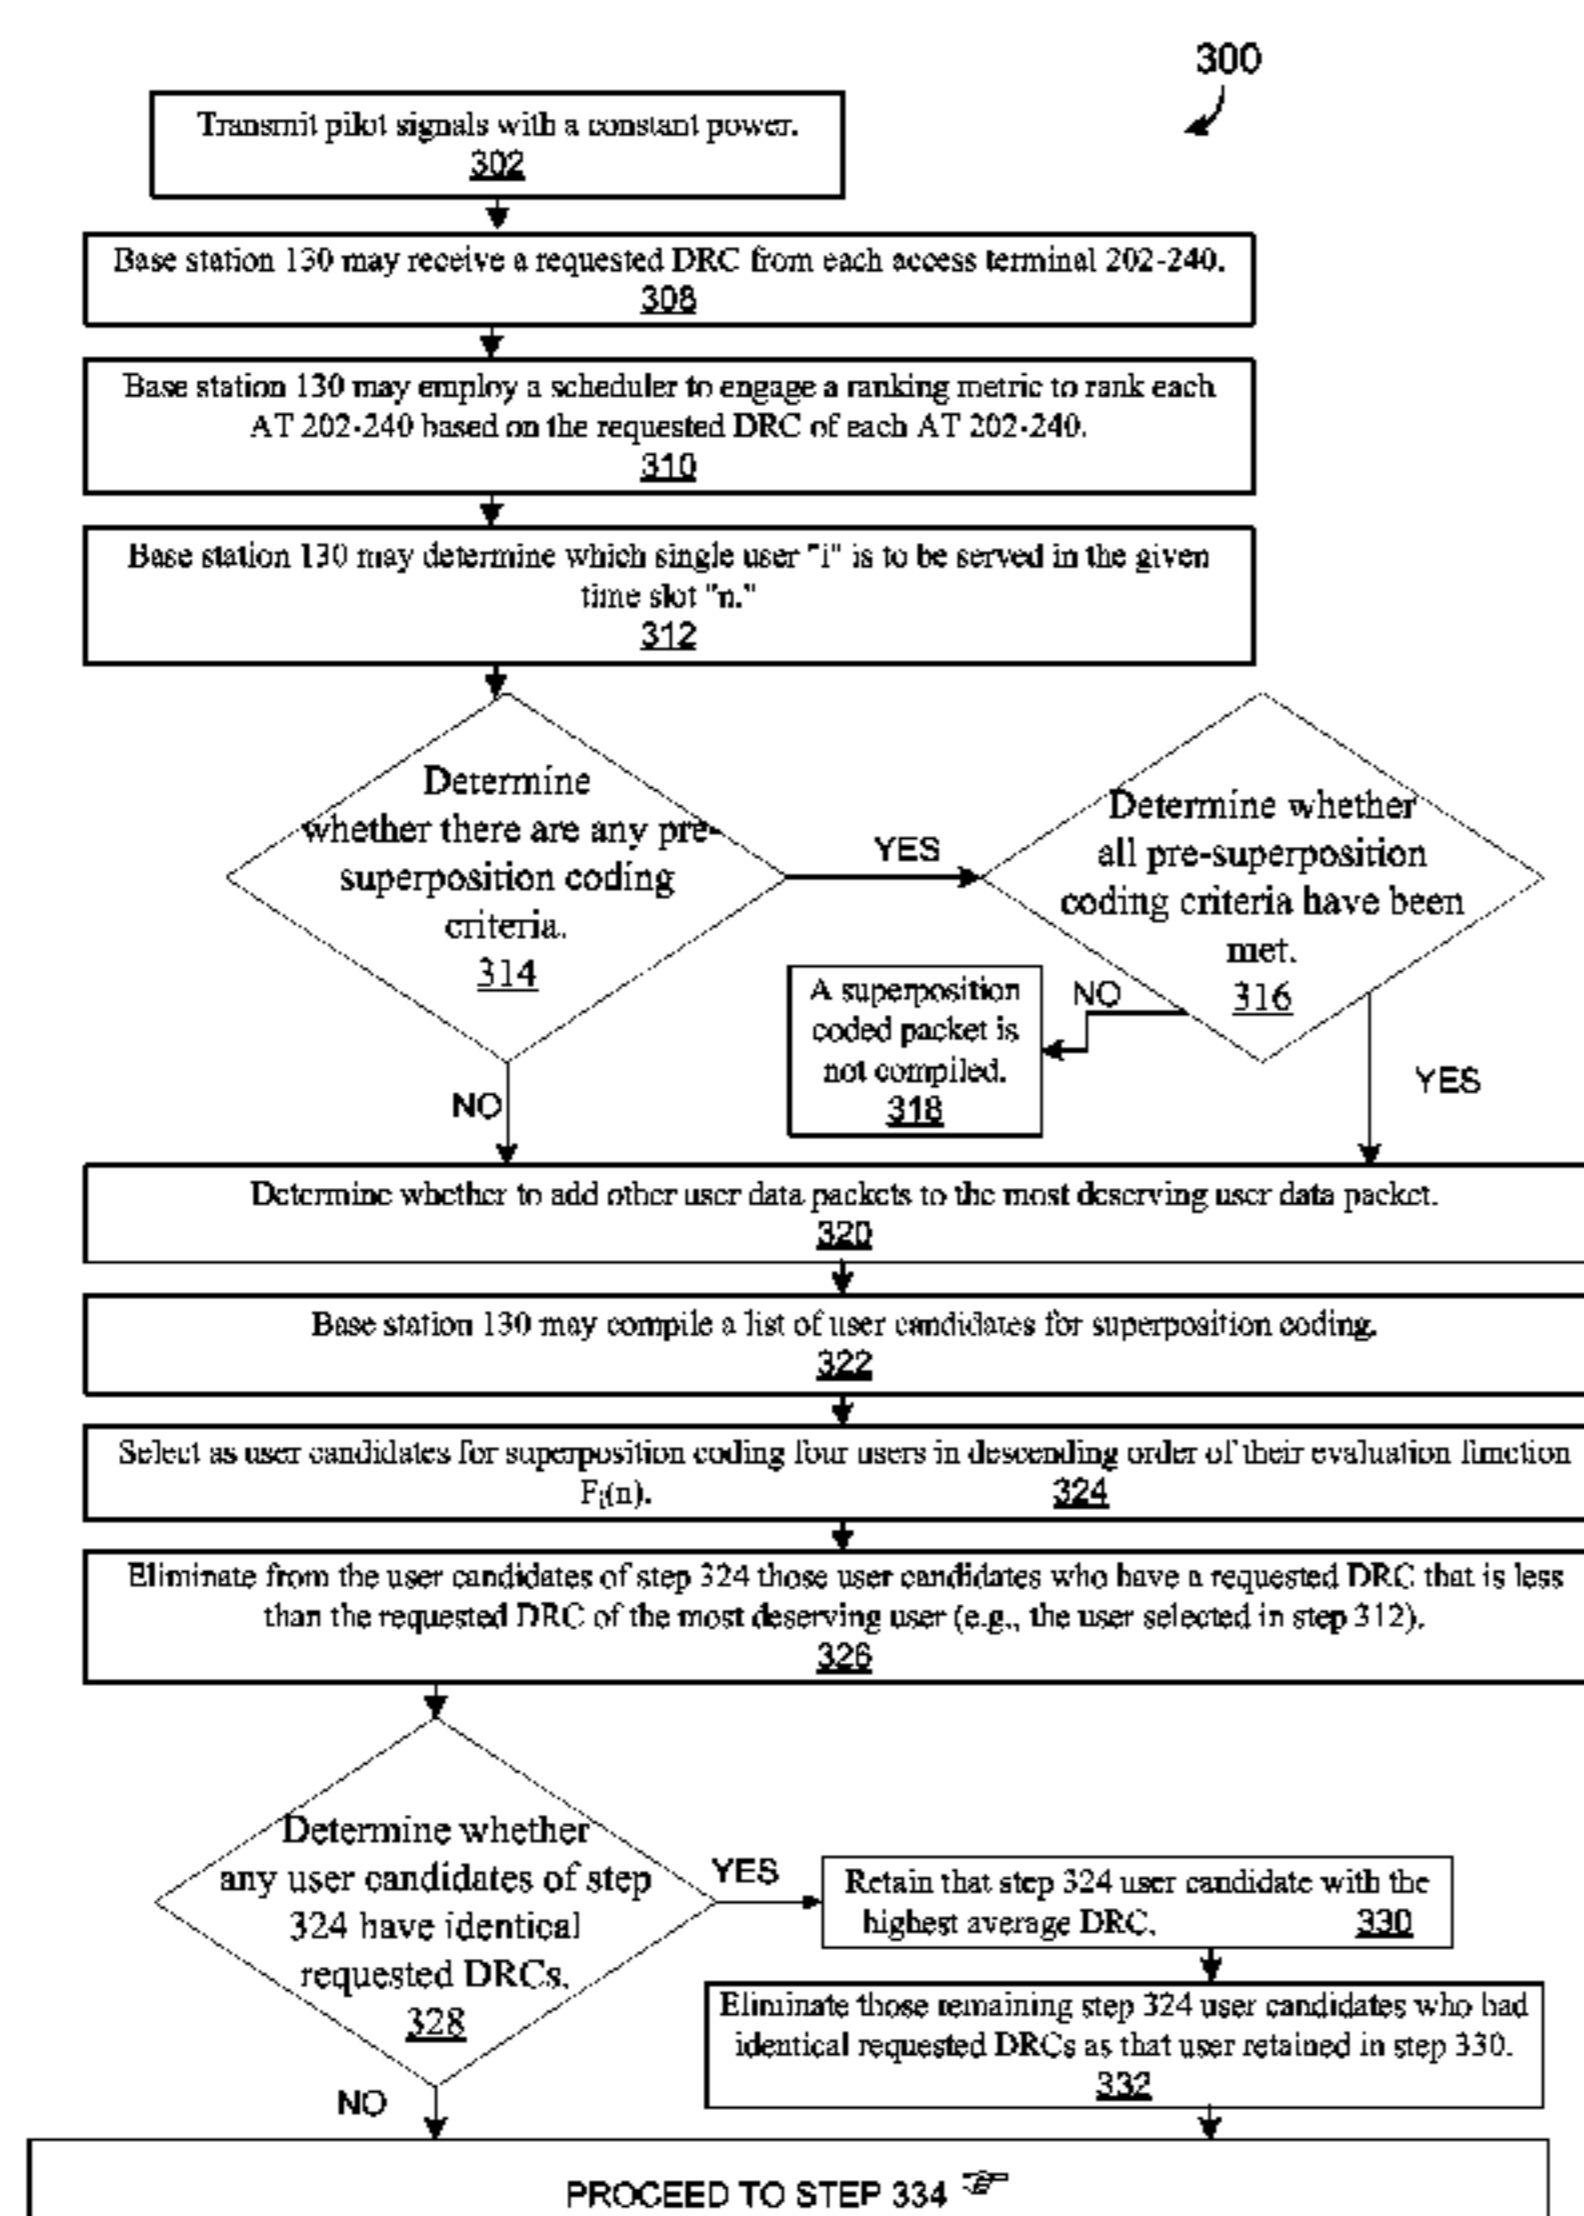 300
Transmit pilot signals with a constant power.
302
Base station 130 may receive a requested DRC from each access terminal 202-240.
308
Base station 130 may employ a scheduler to engage a ranking metric to rank each
AT 202-240 based on the requested DRC of each AT 202-240.
310
Base station 130 may determine which single user "i" is to be served in the given
time slot "n."
312
Determine
whether there are any pre-
superposition coding
criteria.
314
YES
Determine whether
all pre-superposition
coding criteria have been
met.
316
NO
A superposition
coded packet is
not compiled.
318
YES
NO
Determine whether to add other user data packets to the most deserving user data packet.
320
Base station 130 may compile a list of user candidates for superposition coding.
322
Select as user candidates for superposition coding four users in descending order of their evaluation function
Fi(n). 324
Eliminate from the user candidates of step 324 those user candidates who have a requested DRC that is less
than the requested DRC of the most deserving user (e.g., the user selected in step 312).
326
Determine whether
any user candidates of step
324 have identical
requested DRCs.
328
YES
Retain that step 324 user candidate with the
highest average DRC. 330
Eliminate those remaining step 324 user candidates who had
identical requested DRCs as that user retained in step 330.
332
NO
PROCEED TO STEP 334